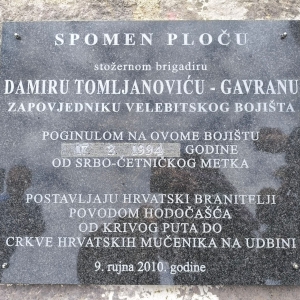 SPOMEN PLOČU
stožernom brigadiru
DAMIRU TOMLJANOVIĆU - GAVRANU
ZAPOVJEDNIKU VELEBITSKOG BOJIŠTA
POGINULOM NA OVOME BOJIŠTU
2 1994 GODINE
OD SRBO-ČETNIČKOG METKA
POSTAVLJAJU HRVATSKI BRANITELJI
POVODOM HODOČAŠĆA
OD KRIVOG PUTA DO
CRKVE HRVATSKIH MUČENIKA NA UDBINI
9. rujna 2010. godine